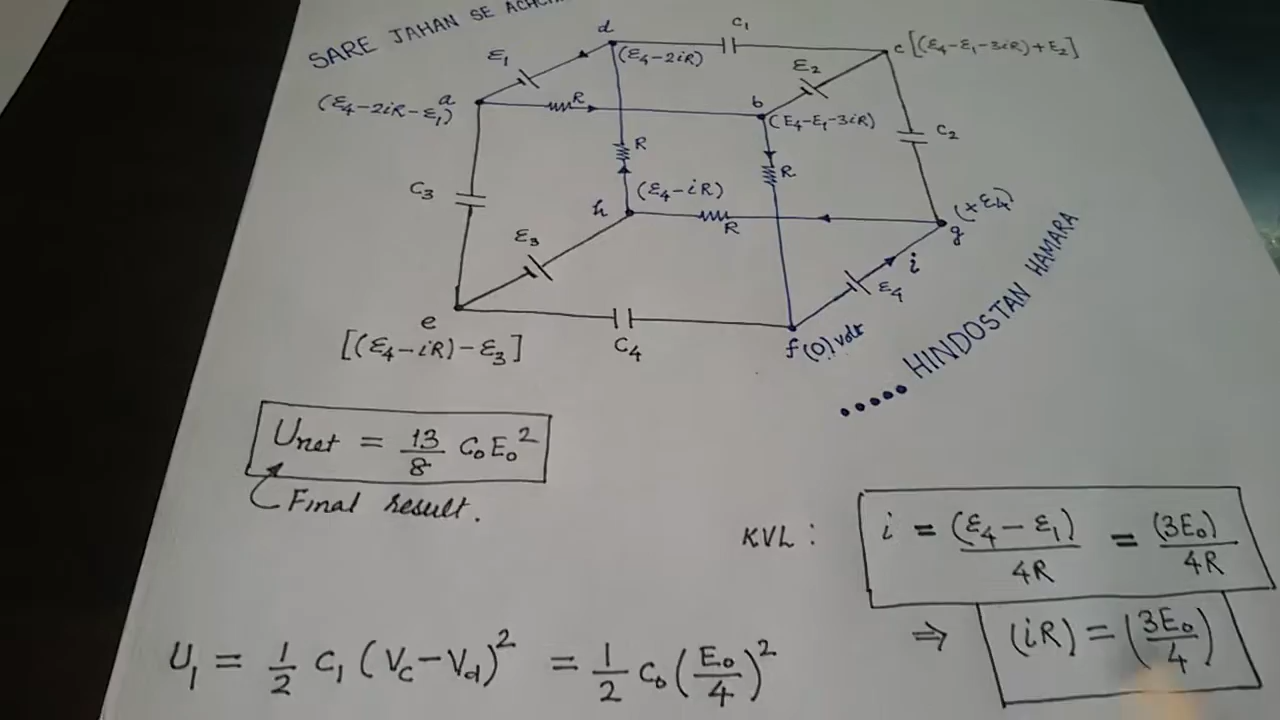 SARE JAHAN SE
d
C₁
c [(ε₄-ε₁-3iR)+E₂]
ε₁
(ε₄-2iR)
ε₂
(ε₄-2iR-ε₁)
a
R
b
(ε₄-ε₁-3iR)
C₂
R
R
C₃
(ε₄-iR)
h
(+ε₄)
g
R
ε₃
i
ε₄
e
[(ε₄-iR)-ε₃]
C₄
f(0) volt
..... HINDOSTAN HAMARA
Unet = 13/8 C₀E₀²
Final result.
KVL : i = (ε₄-ε₁)/4R = (3E₀)/4R
⇒ (iR) = (3E₀/4)
U₁ = 1/2 C₁ (Vc-Vd)² = 1/2 C₀ (E₀/4)²